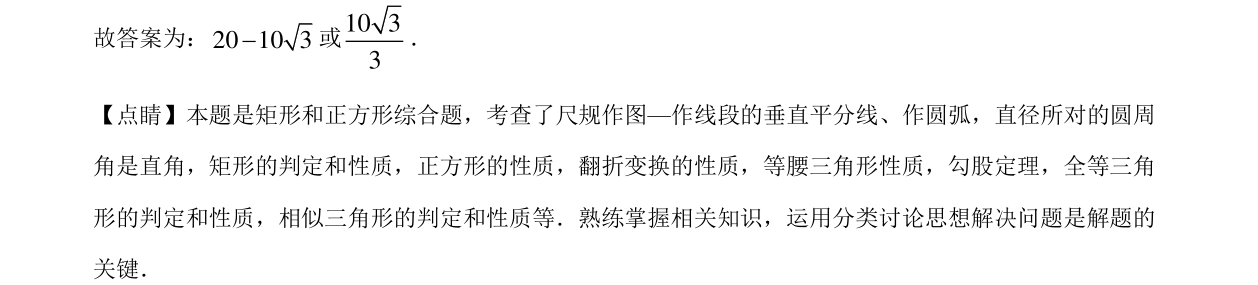 故答案为：20−10√3 或 10√3/3．
【点睛】本题是矩形和正方形综合题，考查了尺规作图—作线段的垂直平分线、作圆弧，直径所对的圆周
角是直角，矩形的判定和性质，正方形的性质，翻折变换的性质，等腰三角形性质，勾股定理，全等三角
形的判定和性质，相似三角形的判定和性质等．熟练掌握相关知识，运用分类讨论思想解决问题是解题的
关键．